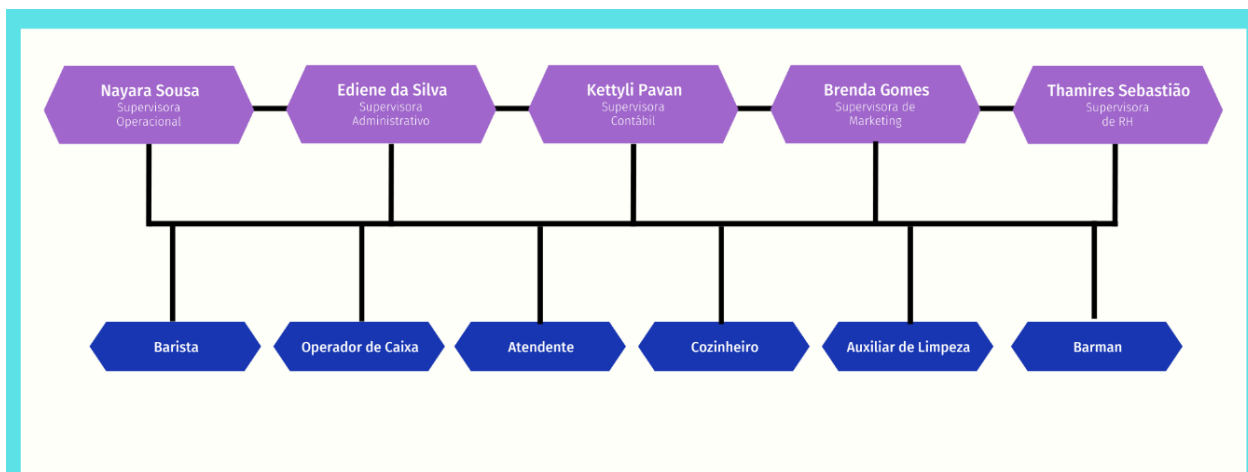 Nayara Sousa
Supervisora
Operacional
Ediene da Silva
Supervisora
Administrativo
Kettyli Pavan
Supervisora
Contábil
Brenda Gomes
Supervisora de
Marketing
Thamires Sebastião
Supervisora
de RH
Barista
Operador de Caixa
Atendente
Cozinheiro
Auxiliar de Limpeza
Barman